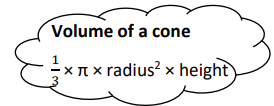 Volume of a cone
1/3 × π × radius² × height